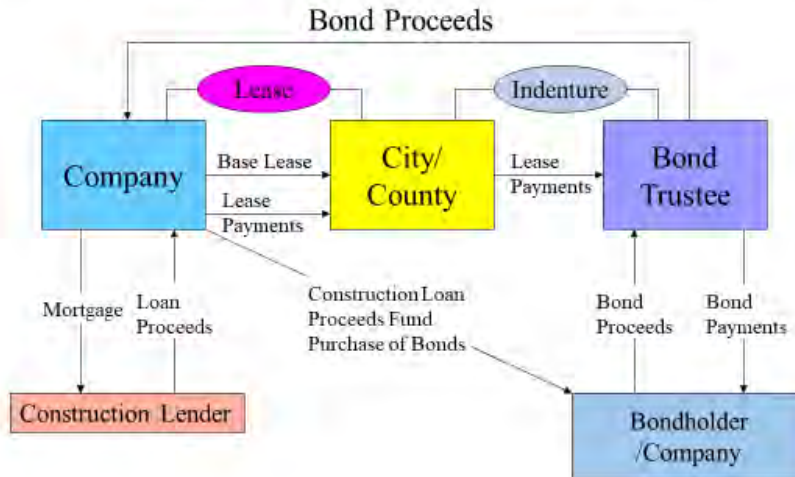 Bond Proceeds
Lease
Indenture
Company
Base Lease
Lease
Payments
City/
County
Lease
Payments
Bond
Trustee
Mortgage
Loan
Proceeds
Construction Loan
Proceeds Fund
Purchase of Bonds
Bond
Proceeds
Bond
Payments
Construction Lender
Bondholder
/Company